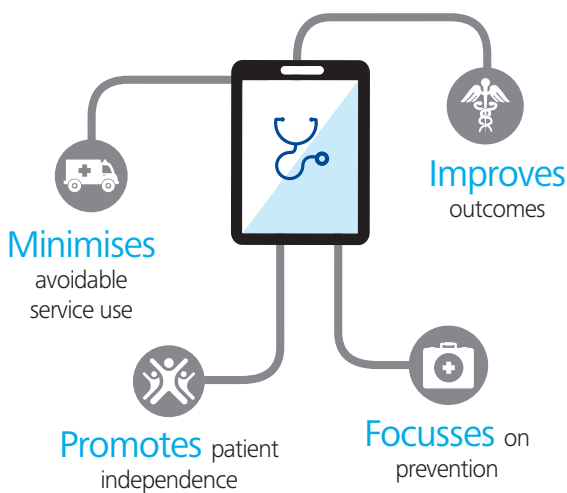 Improves
outcomes
Minimises
avoidable
service use
Promotes patient
independence
Focusses on
prevention